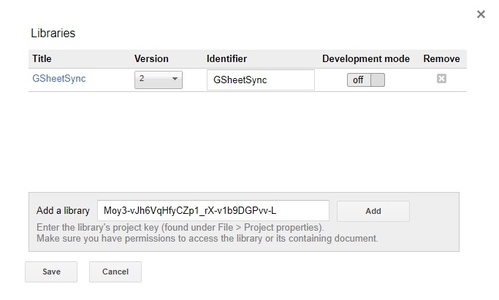 Libraries
Title Version Identifier Development mode Remove
GSheetSync 2 GSheetSync off
Add a library Moy3-vJh6VqHfyCZp1_rX-v1b9DGPvv-L Add
Enter the library's project key (found under File > Project properties).
Make sure you have permissions to access the library or its containing document.
Save Cancel